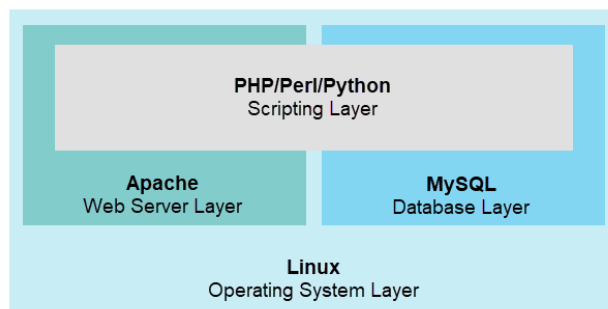 PHP/Perl/Python
Scripting Layer
Apache
Web Server Layer
MySQL
Database Layer
Linux
Operating System Layer